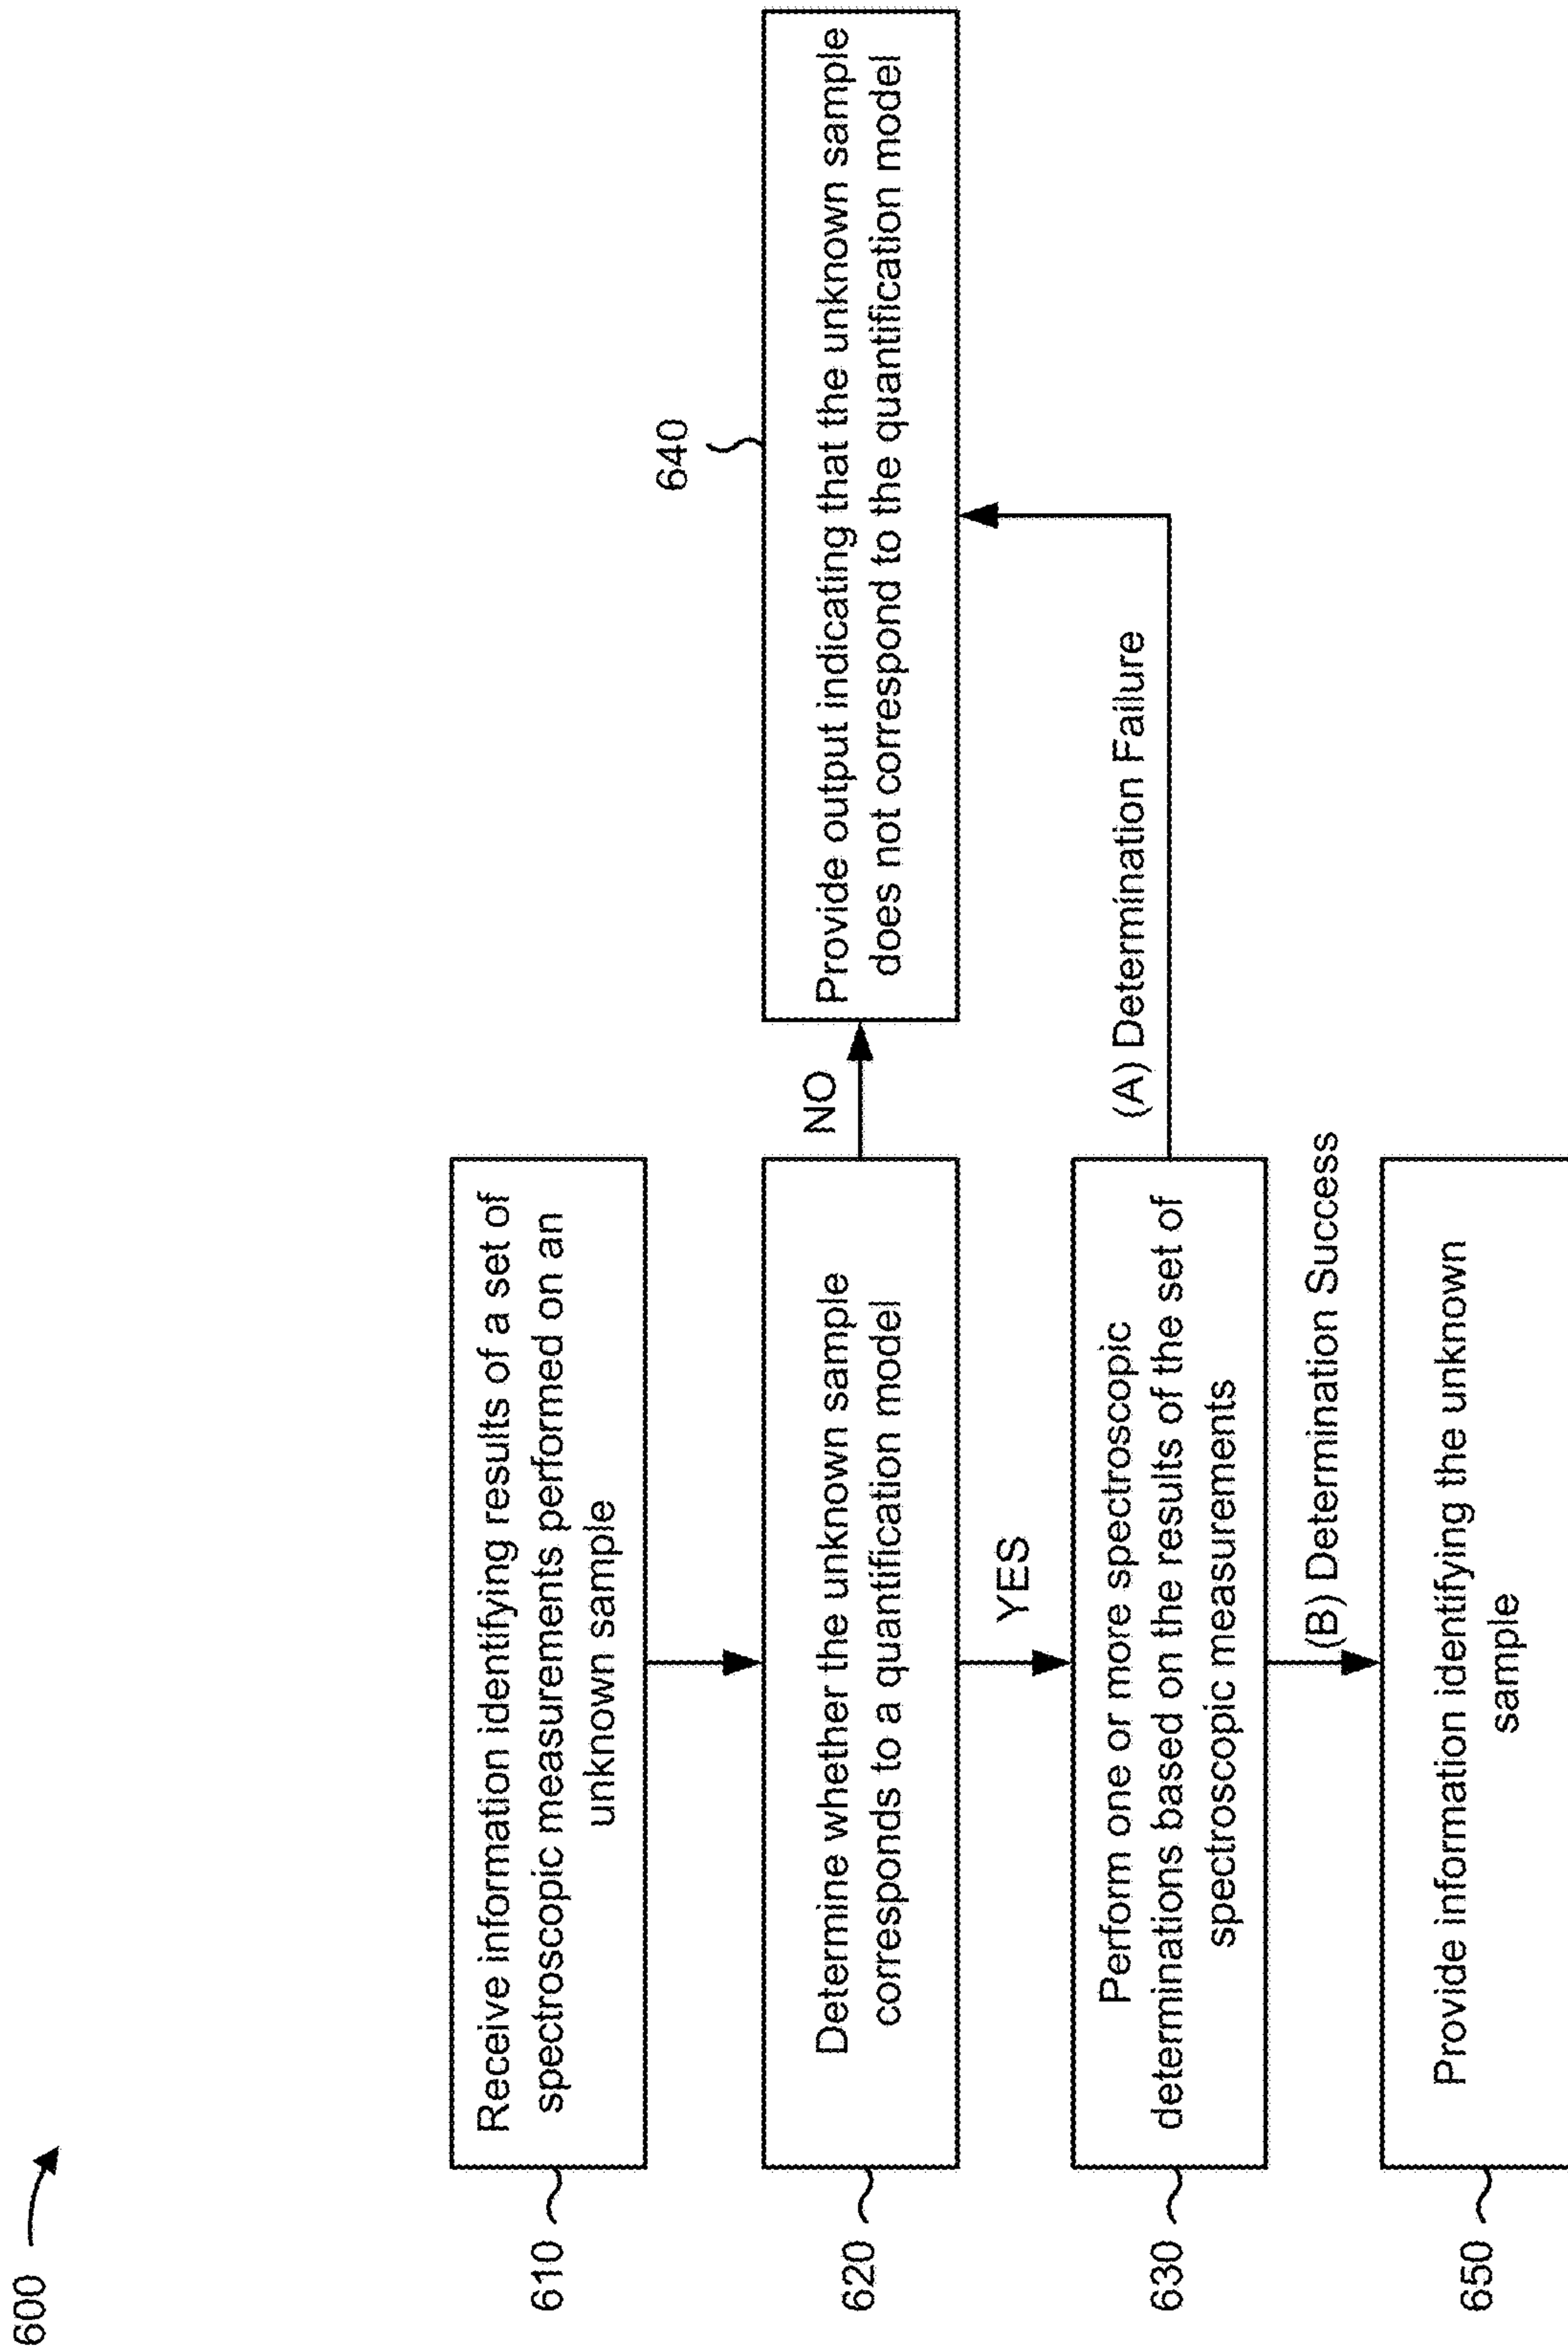 600
610
Receive information identifying results of a set of
spectroscopic measurements performed on an
unknown sample
620
Determine whether the unknown sample
corresponds to a quantification model
NO
640
Provide output indicating that the unknown sample
does not correspond to the quantification model
YES
630
Perform one or more spectroscopic
determinations based on the results of the set of
spectroscopic measurements
(A) Determination Failure
(B) Determination Success
650
Provide information identifying the unknown
sample